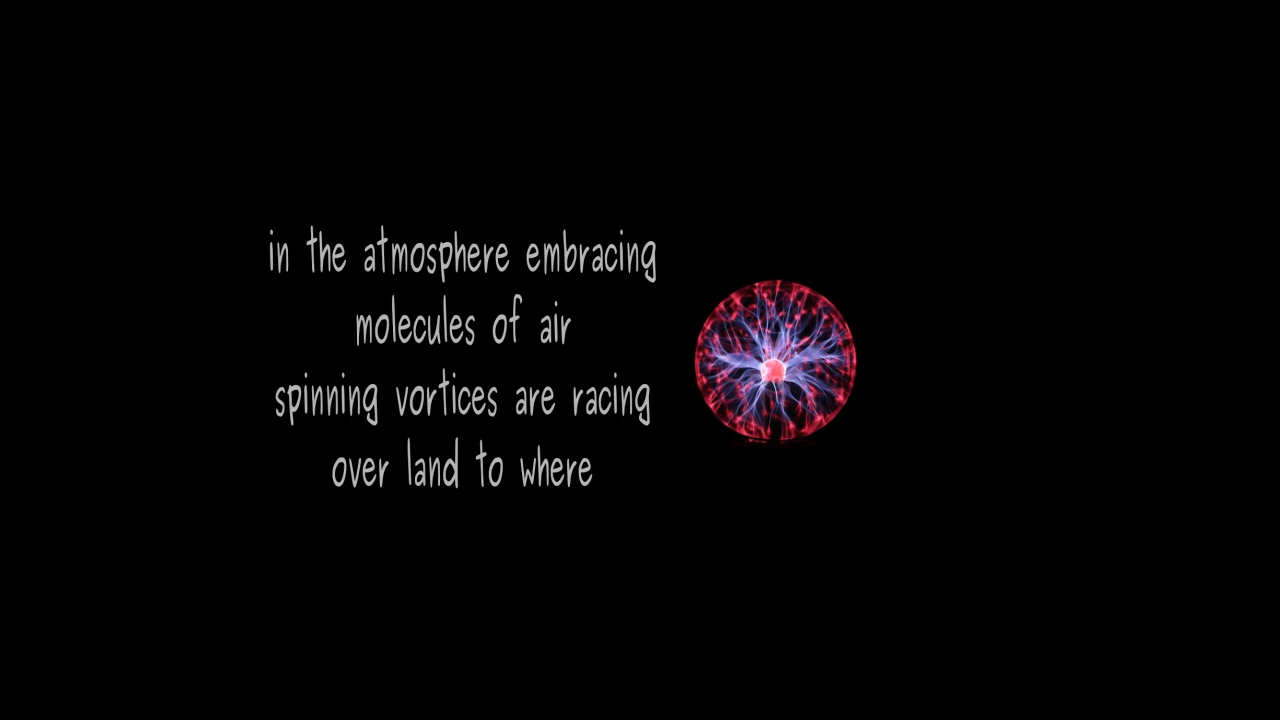 in the atmosphere embracing
molecules of air
spinning vortices are racing
over land to where